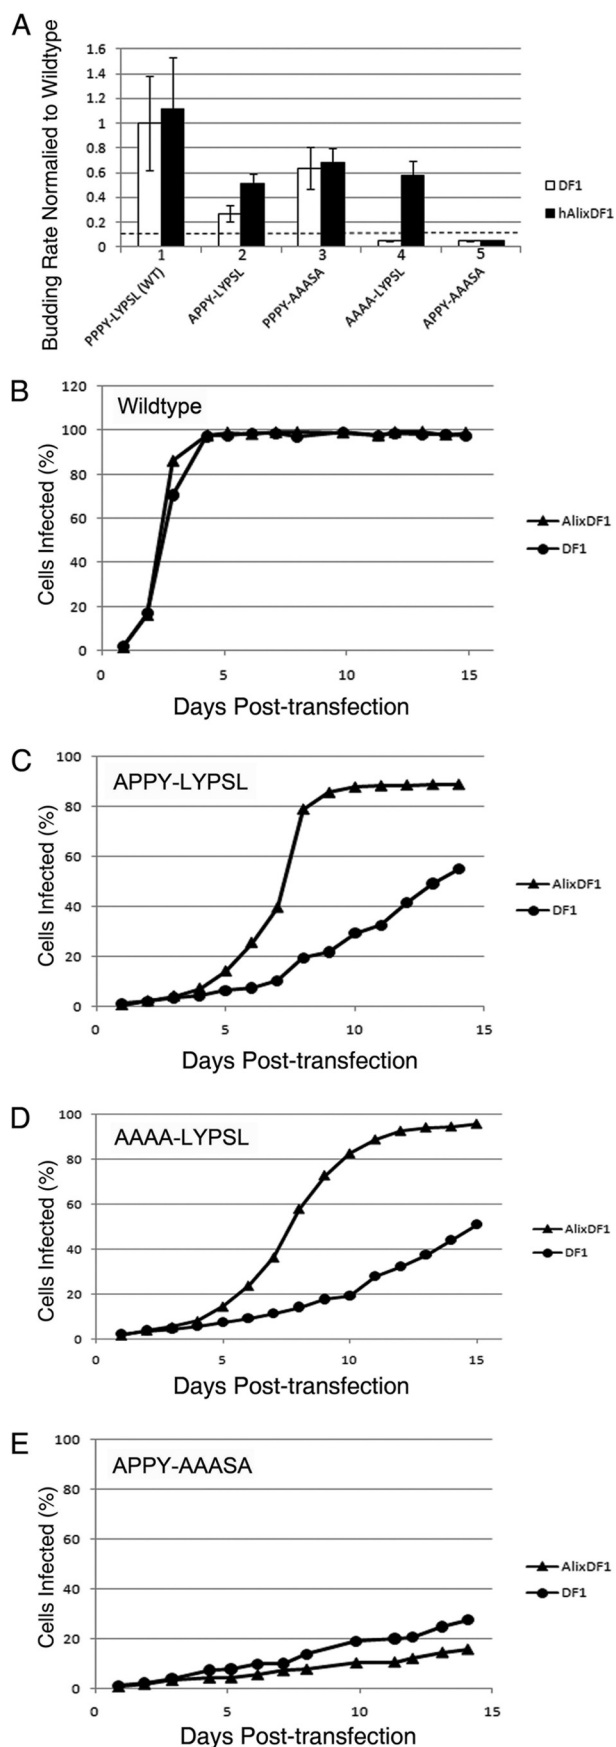 A
Budding Rate Normalied to Wildtype
1.6
1.4
1.2
1
0.8
0.6
0.4
0.2
0
1
2
3
4
5
PPPY-LYPSL (WT)
APPY-LYPSL
PPPY-AAASA
AAAA-LYPSL
APPY-AAASA
DF1
hAlixDF1
B
Wildtype
Cells Infected (%)
120
100
80
60
40
20
0
0
5
10
15
Days Post-transfection
AlixDF1
DF1
C
APPY-LYPSL
Cells Infected (%)
100
80
60
40
20
0
0
5
10
15
Days Post-transfection
AlixDF1
DF1
D
AAAA-LYPSL
Cells Infected (%)
100
80
60
40
20
0
0
5
10
15
Days Post-transfection
AlixDF1
DF1
E
APPY-AAASA
Cells Infected (%)
100
80
60
40
20
0
0
5
10
15
Days Post-transfection
AlixDF1
DF1